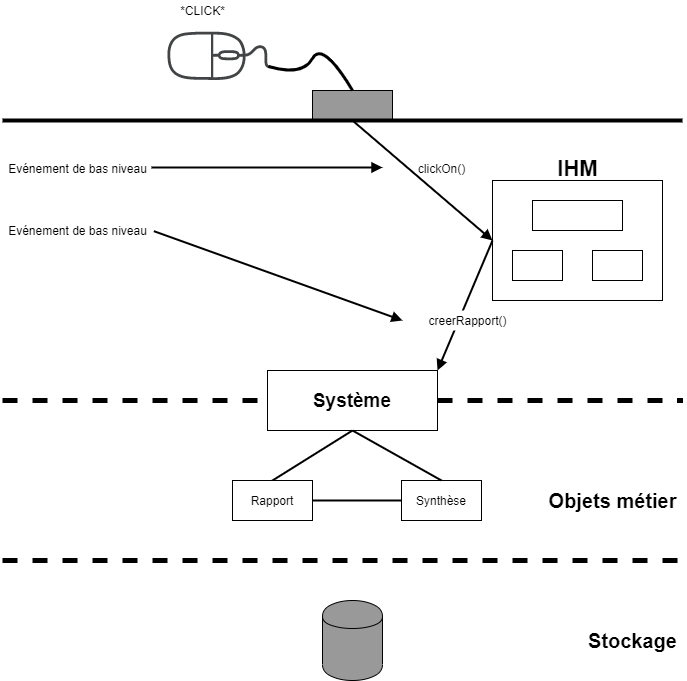 *CLICK*
Evénement de bas niveau
clickOn()
IHM
Evénement de bas niveau
creerRapport()
Système
Rapport
Synthèse
Objets métier
Stockage